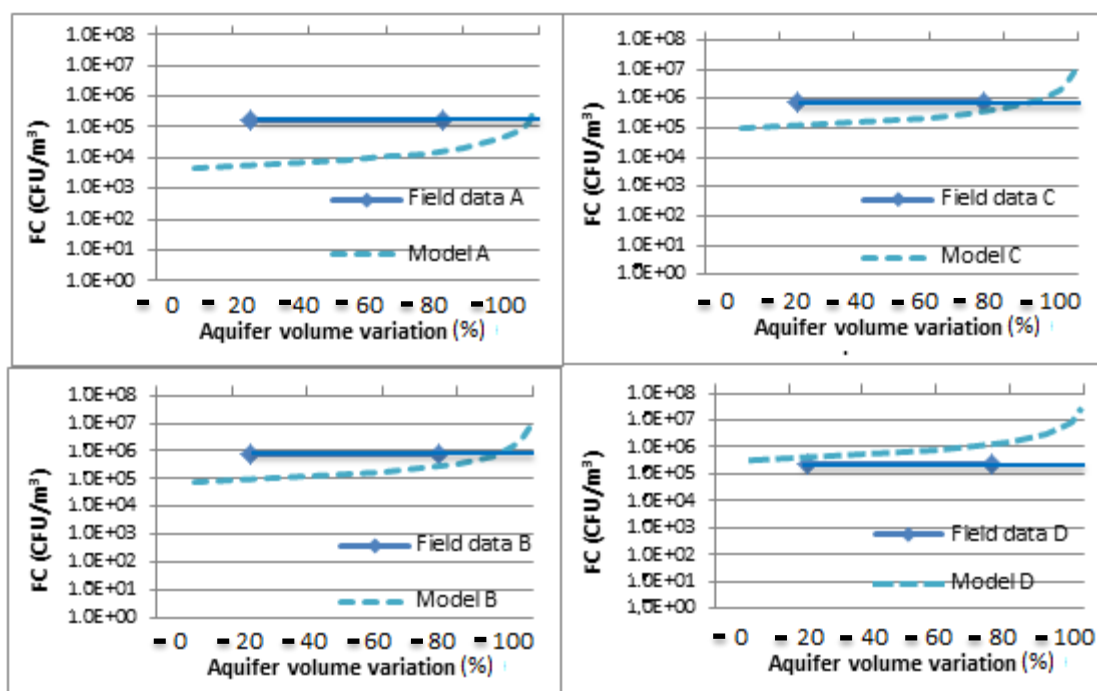 1.0E+08
1.0E+07
1.0E+06
1.0E+05
1.0E+04
1.0E+03
1.0E+02
1.0E+01
1.0E+00
FC (CFU/m³)
Field data A
Model A
- 0 - 20 - 40 - 60 - 80 - 100
Aquifer volume variation (%)
1.0E+08
1.0E+07
1.0E+06
1.0E+05
1.0E+04
1.0E+03
1.0E+02
1.0E+01
1.0E+00
FC (CFU/m³)
Field data C
Model C
- 0 - 20 - 40 - 60 - 80 - 100
Aquifer volume variation (%)
1.0E+08
1.0E+07
1.0E+06
1.0E+05
1.0E+04
1.0E+03
1.0E+02
1.0E+01
1.0E+00
FC (CFU/m³)
Field data B
Model B
- 0 - 20 - 40 - 60 - 80 - 100
Aquifer volume variation (%)
1.0E+08
1.0E+07
1.0E+06
1.0E+05
1.0E+04
1.0E+03
1.0E+02
1.0E+01
1,0E+00
FC (CFU/m³)
Field data D
Model D
- 0 - 20 - 40 - 60 - 80 - 100
Aquifer volume variation (%)